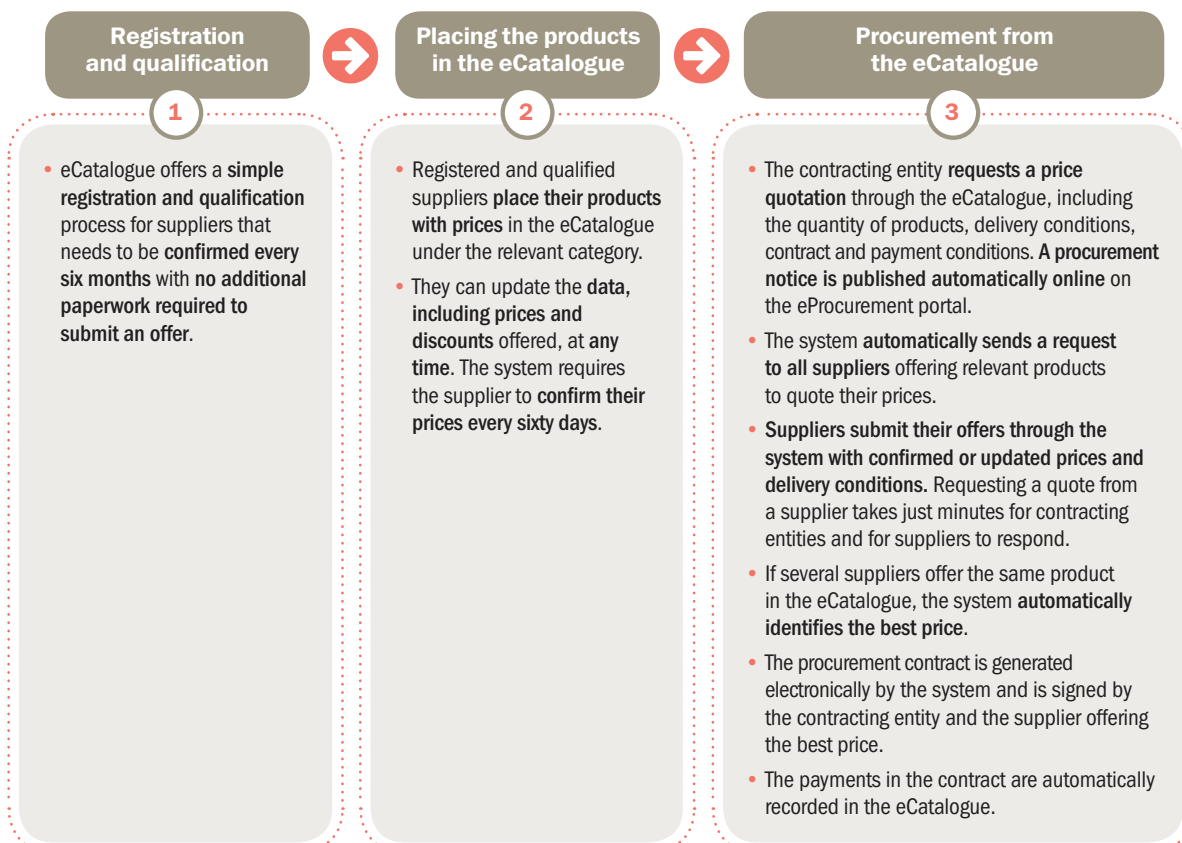 Registration
and qualification
1
• eCatalogue offers a simple
registration and qualification
process for suppliers that
needs to be confirmed every
six months with no additional
paperwork required to
submit an offer.
Placing the products
in the eCatalogue
2
• Registered and qualified
suppliers place their products
with prices in the eCatalogue
under the relevant category.
• They can update the data,
including prices and
discounts offered, at any
time. The system requires
the supplier to confirm their
prices every sixty days.
Procurement from
the eCatalogue
3
• The contracting entity requests a price
quotation through the eCatalogue, including
the quantity of products, delivery conditions,
contract and payment conditions. A procurement
notice is published automatically online on
the eProcurement portal.
• The system automatically sends a request
to all suppliers offering relevant products
to quote their prices.
• Suppliers submit their offers through the
system with confirmed or updated prices and
delivery conditions. Requesting a quote from
a supplier takes just minutes for contracting
entities and for suppliers to respond.
• If several suppliers offer the same product
in the eCatalogue, the system automatically
identifies the best price.
• The procurement contract is generated
electronically by the system and is signed by
the contracting entity and the supplier offering
the best price.
• The payments in the contract are automatically
recorded in the eCatalogue.